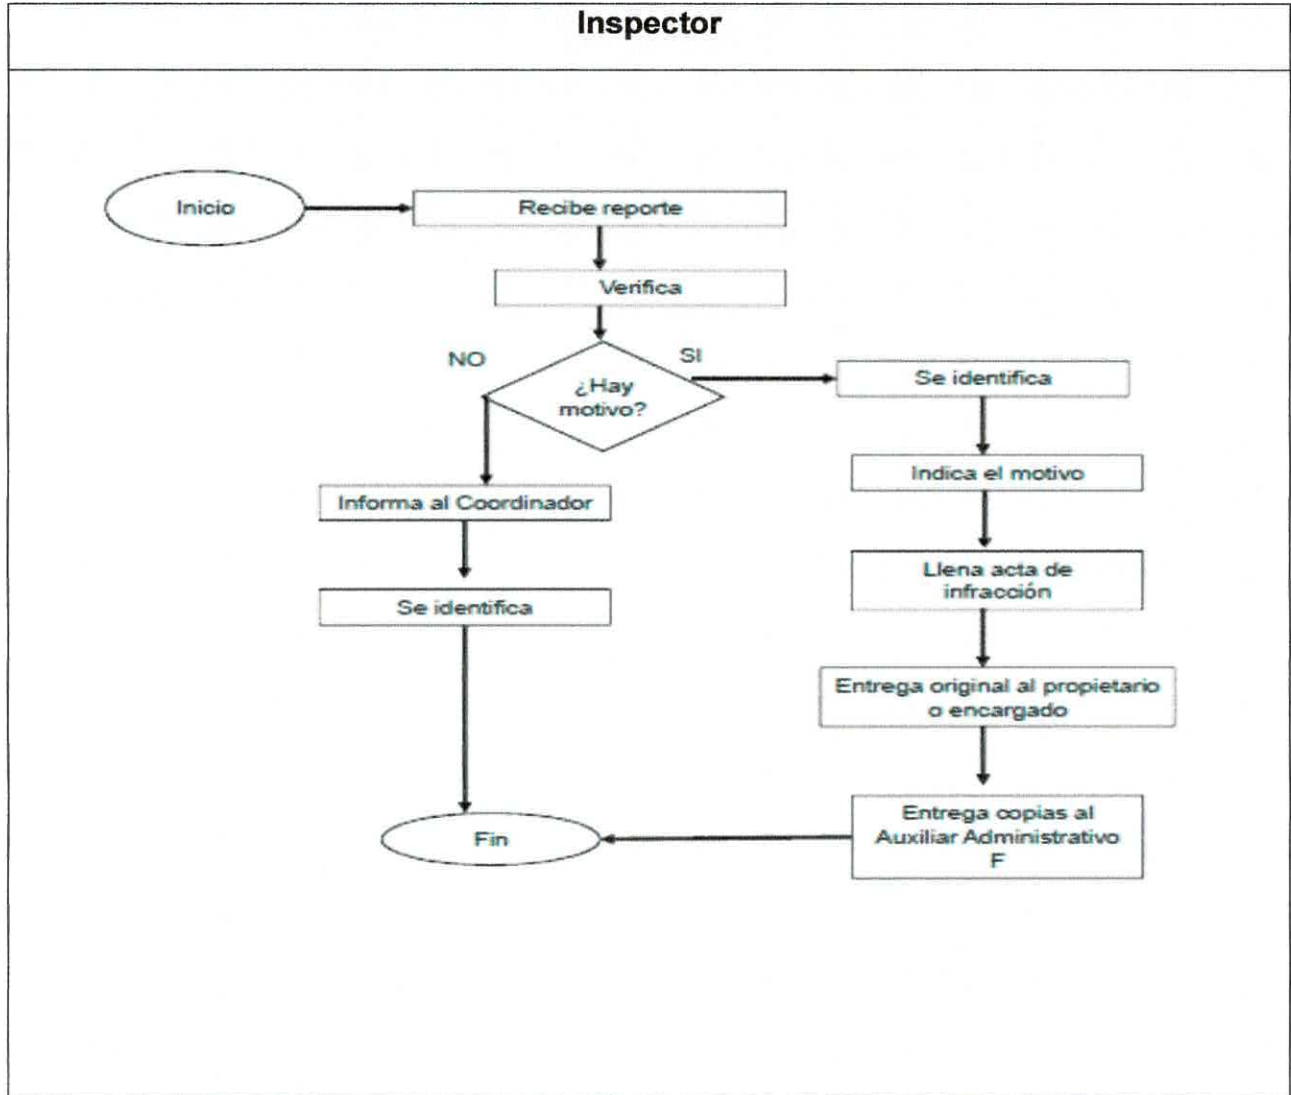 Inspector
Inicio
Recibe reporte
Verifica
NO
SI
¿Hay
motivo?
Se identifica
Indica el motivo
Informa al Coordinador
Llena acta de
infracción
Se identifica
Entrega original al propietario
o encargado
Entrega copias al
Auxiliar Administrativo
F
Fin